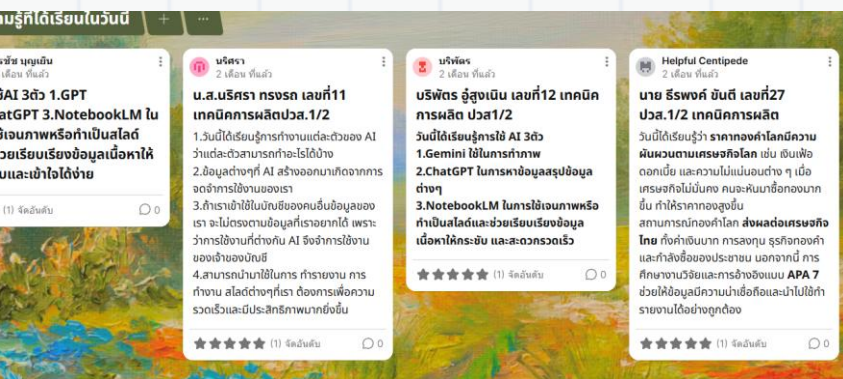 ามรู้ที่ได้เรียนในวันนี้
บุญเย็น
เดือน ที่แล้ว
AI 3ตัว 1.GPT
atGPT 3.NotebookLM ใน
เจนภาพหรือทำเป็นสไลด์
วยเรียบเรียงข้อมูลเนื้อหาให้
บและเข้าใจได้ง่าย
(1) จัดอันดับ
0
นริศรา
2 เดือน ที่แล้ว
น.ส.นริศรา ทรงรถ เลขที่11
เทคนิคการผลิตปวส.1/2
1.วันนี้ได้เรียนรู้การทำงานแต่ละตัวของ AI
ว่าแต่ละตัวสามารถทำอะไรได้บ้าง
2.ข้อมูลต่างๆที่ AI สร้างออกมาเกิดจากการ
จดจำการใช้งานของเรา
3.ถ้าเราเข้าใช้ในบัญชีของคนอื่นข้อมูลของ
เรา จะไม่ตรงตามข้อมูลที่เราอยากได้ เพราะ
ว่าการใช้งานที่ต่างกัน AI จึงจำการใช้งาน
ของเจ้าของบัญชี
4.สามารถนำมาใช้ในการ ทำรายงาน การ
ทำงาน สไลด์ต่างๆที่เรา ต้องการเพื่อความ
รวดเร็วและมีประสิทธิภาพมากยิ่งขึ้น
(1) จัดอันดับ
0
บริพัตร
2 เดือน ที่แล้ว
บริพัตร อู๋สูงเนิน เลขที่12 เทคนิค
การผลิต ปวส1/2
วันนี้ได้เรียนรู้การใช้ AI 3ตัว
1.Gemini ใช้ในการทำภาพ
2.ChatGPT ในการหาข้อมูลสรุปข้อมูล
ต่างๆ
3.NotebookLM ในการใช้เจนภาพหรือ
ทำเป็นสไลด์และช่วยเรียบเรียงข้อมูล
เนื้อหาให้กระชับ และสะดวกรวดเร็ว
(1) จัดอันดับ
0
Helpful Centipede
2 เดือน ที่แล้ว
นาย ธีรพงศ์ ขันตี เลขที่27
ปวส.1/2 เทคนิคการผลิต
วันนี้ได้เรียนรู้ว่า ราคาทองคำโลกมีความ
ผันผวนตามเศรษฐกิจโลก เช่น เงินเฟ้อ
ดอกเบี้ย และความไม่แน่นอนต่าง ๆ เมื่อ
เศรษฐกิจไม่มั่นคง คนจะหันมาซื้อทองมาก
ขึ้น ทำให้ราคาทองสูงขึ้น
สถานการณ์ทองคำโลก ส่งผลต่อเศรษฐกิจ
ไทย ทั้งค่าเงินบาท การลงทุน ธุรกิจทองคำ
และกำลังซื้อของประชาชน นอกจากนี้ การ
ศึกษางานวิจัยและการอ้างอิงแบบ APA 7
ช่วยให้ข้อมูลมีความน่าเชื่อถือและนำไปใช้ทำ
รายงานได้อย่างถูกต้อง
(1) จัดอันดับ
0